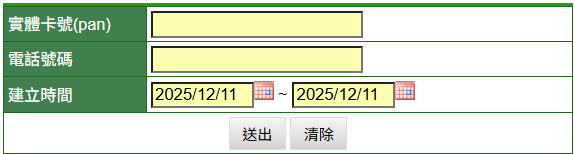 實體卡號(pan)
電話號碼
建立時間 2025/12/11 ~ 2025/12/11
送出 清除